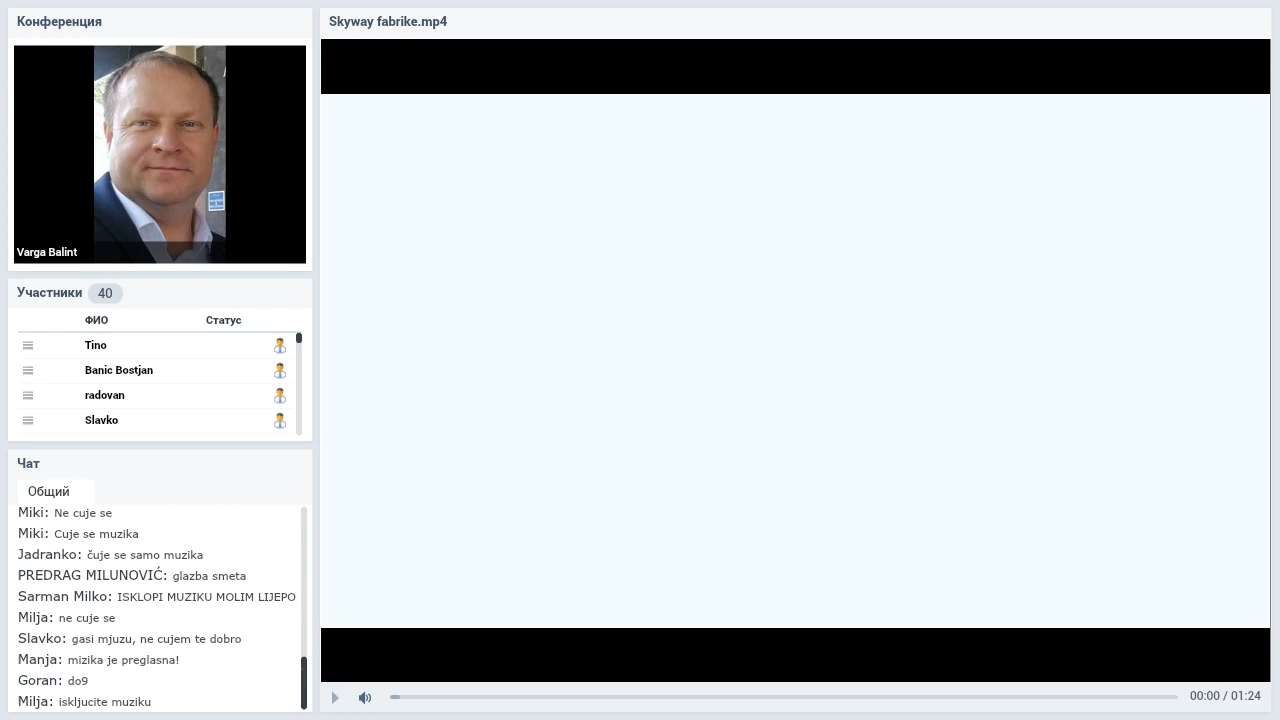 Конференция
Varga Balint
Участники 40
ФИО Статус
Tino
Banic Bostjan
radovan
Slavko
Чат
Общий
Miki: Ne cuje se
Miki: Cuje se muzika
Jadranko: čuje se samo muzika
PREDRAG MILUNOVIĆ: glazba smeta
Sarman Milko: ISKLOPI MUZIKU MOLIM LIJEPO
Milja: ne cuje se
Slavko: gasi mjuzu, ne cujem te dobro
Manja: mizika je preglasna!
Goran: do9
Milja: iskljucite muziku
Skyway fabrike.mp4
00:00 / 01:24